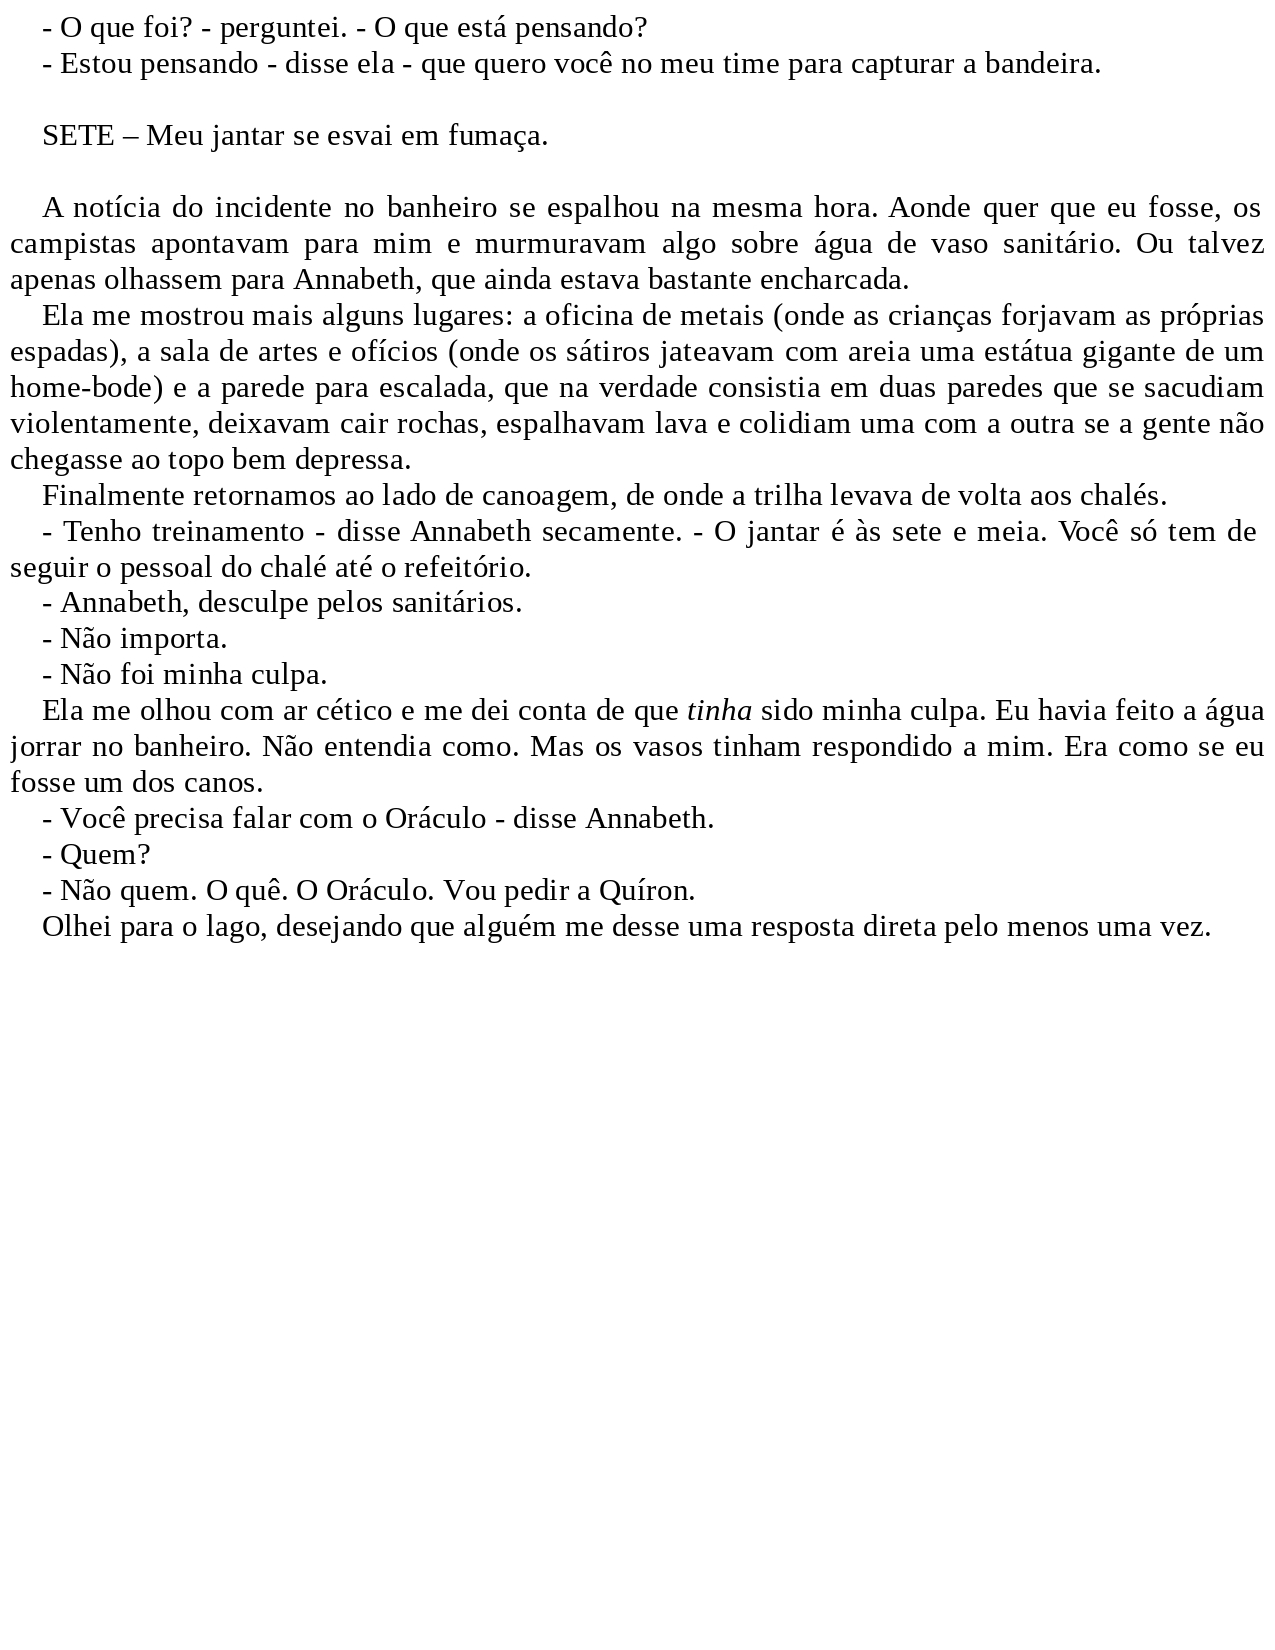 - O que foi? - perguntei. - O que está pensando?
- Estou pensando - disse ela - que quero você no meu time para capturar a bandeira.
SETE – Meu jantar se esvai em fumaça.
A notícia do incidente no banheiro se espalhou na mesma hora. Aonde quer que eu fosse, os
campistas apontavam para mim e murmuravam algo sobre água de vaso sanitário. Ou talvez
apenas olhassem para Annabeth, que ainda estava bastante encharcada.
Ela me mostrou mais alguns lugares: a oficina de metais (onde as crianças forjavam as próprias
espadas), a sala de artes e ofícios (onde os sátiros jateavam com areia uma estátua gigante de um
home-bode) e a parede para escalada, que na verdade consistia em duas paredes que se sacudiam
violentamente, deixavam cair rochas, espalhavam lava e colidiam uma com a outra se a gente não
chegasse ao topo bem depressa.
Finalmente retornamos ao lado de canoagem, de onde a trilha levava de volta aos chalés.
- Tenho treinamento - disse Annabeth secamente. - O jantar é às sete e meia. Você só tem de
seguir o pessoal do chalé até o refeitório.
- Annabeth, desculpe pelos sanitários.
- Não importa.
- Não foi minha culpa.
Ela me olhou com ar cético e me dei conta de que tinha sido minha culpa. Eu havia feito a água
jorrar no banheiro. Não entendia como. Mas os vasos tinham respondido a mim. Era como se eu
fosse um dos canos.
- Você precisa falar com o Oráculo - disse Annabeth.
- Quem?
- Não quem. O quê. O Oráculo. Vou pedir a Quíron.
Olhei para o lago, desejando que alguém me desse uma resposta direta pelo menos uma vez.